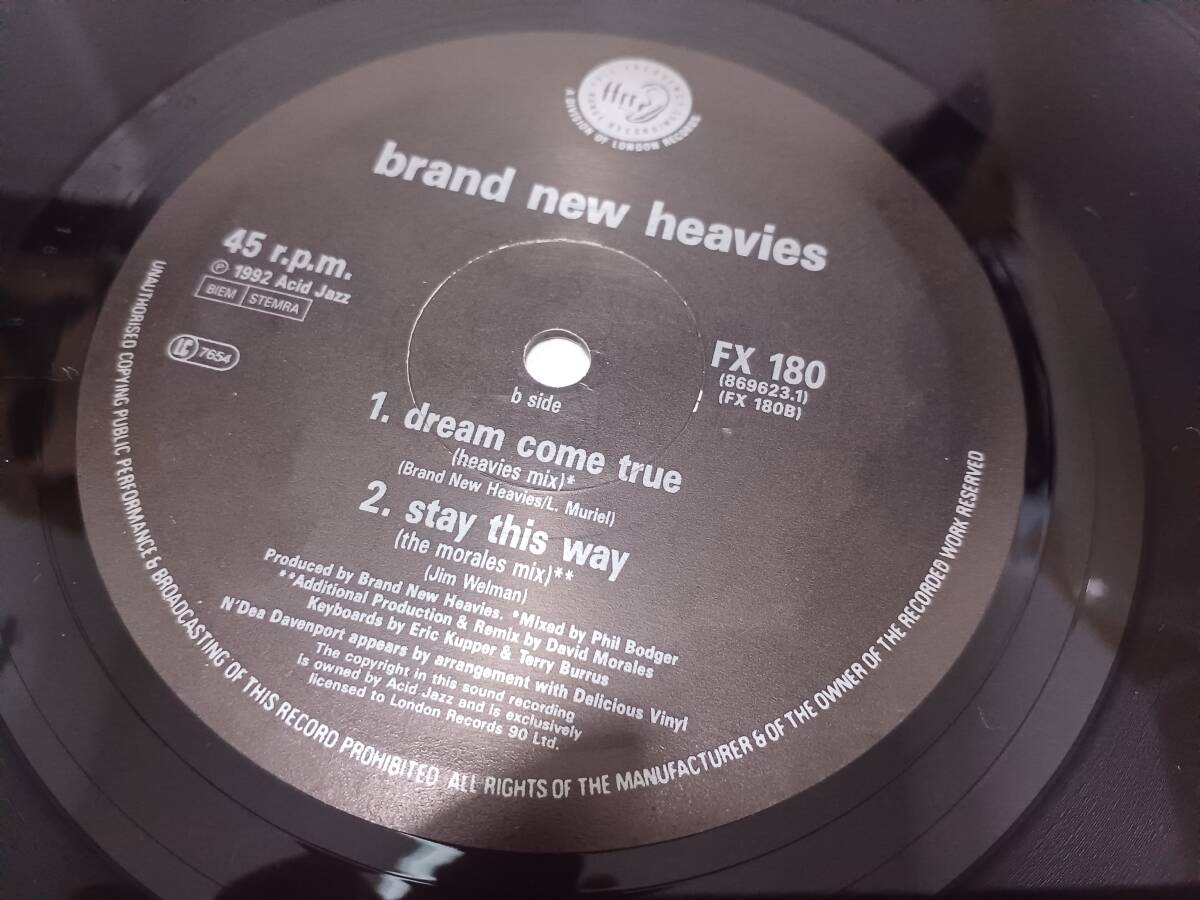 ffrr
A DIVISION OF LONDON RECORDS
brand new heavies
45 r.p.m.
℗ 1992 Acid Jazz
BIEM STEMRA
LC 7654
FX 180
(869623.1)
(FX 180B)
b side
1. dream come true
(heavies mix)*
(Brand New Heavies/L. Muriel)
2. stay this way
(the morales mix)**
(Jim Welman)
Produced by Brand New Heavies. *Mixed by Phil Bodger
**Additional Production & Remix by David Morales
Keyboards by Eric Kupper & Terry Burrus
N'Dea Davenport appears by arrangement with Delicious Vinyl
The copyright in this sound recording
is owned by Acid Jazz and is exclusively
licensed to London Records 90 Ltd.
UNAUTHORISED COPYING PUBLIC PERFORMANCE & BROADCASTING OF THIS RECORD PROHIBITED ALL RIGHTS OF THE MANUFACTURER & OF THE OWNER OF THE RECORDED WORK RESERVED